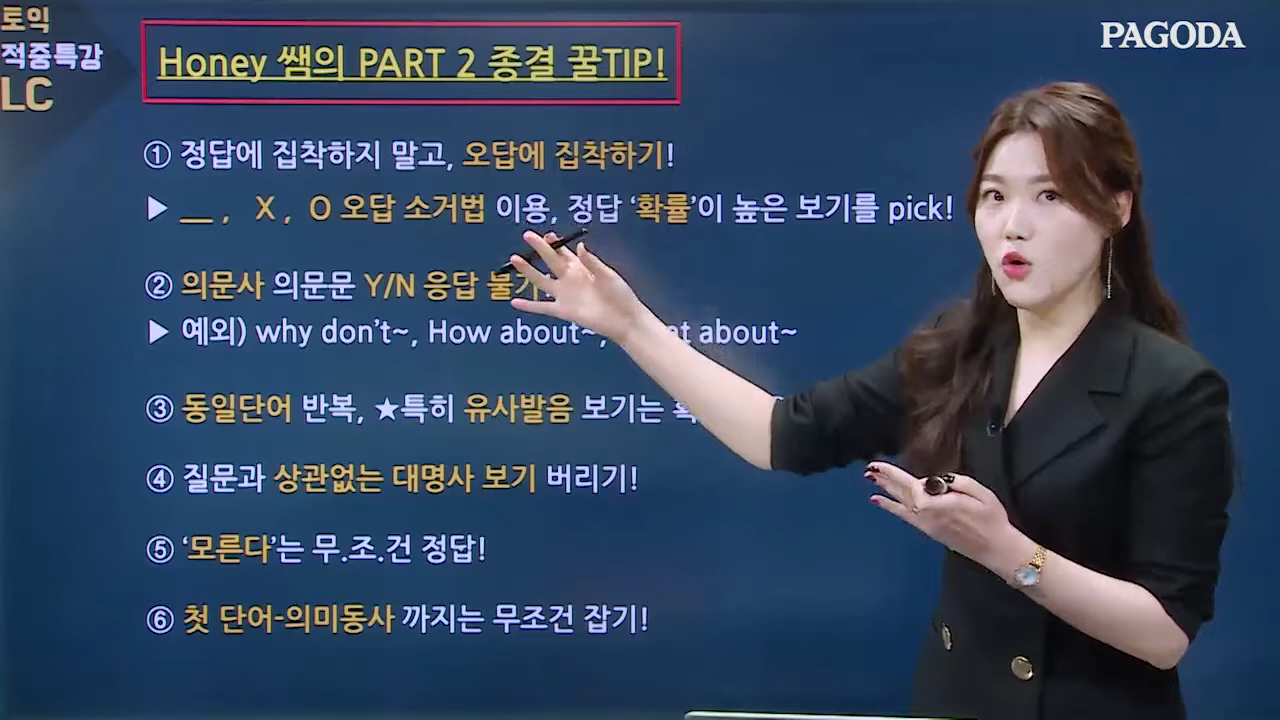 토익
적중특강
LC
PAGODA
Honey 쌤의 PART 2 종결 꿀TIP!
① 정답에 집착하지 말고, 오답에 집착하기!
▶ __ , X , O 오답 소거법 이용, 정답 ‘확률’이 높은 보기를 pick!
② 의문사 의문문 Y/N 응답
▶ 예외) why don’t~, How about~, about~
③ 동일단어 반복, ★특히 유사발음 보기는
④ 질문과 상관없는 대명사 보기 버리기!
⑤ ‘모른다’는 무.조.건 정답!
⑥ 첫 단어-의미동사 까지는 무조건 잡기!